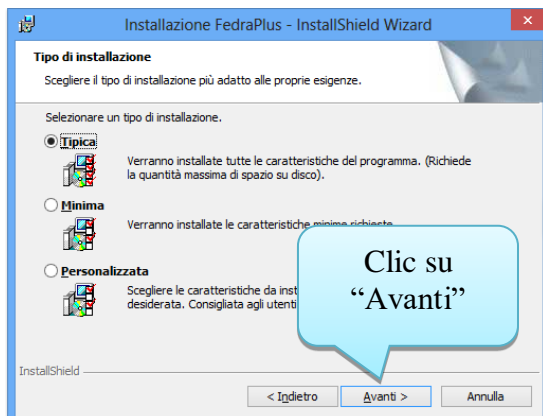 Installazione FedraPlus - InstallShield Wizard
Tipo di installazione
Scegliere il tipo di installazione più adatto alle proprie esigenze.
Selezionare un tipo di installazione.
Tipica
Verranno installate tutte le caratteristiche del programma. (Richiede
la quantità massima di spazio su disco).
Minima
Verranno installate le caratteristiche minime richieste.
Personalizzata
Scegliere le caratteristiche da
desiderata. Consigliata agli utenti
Clic su
“Avanti”
InstallShield
< Indietro
Avanti >
Annulla